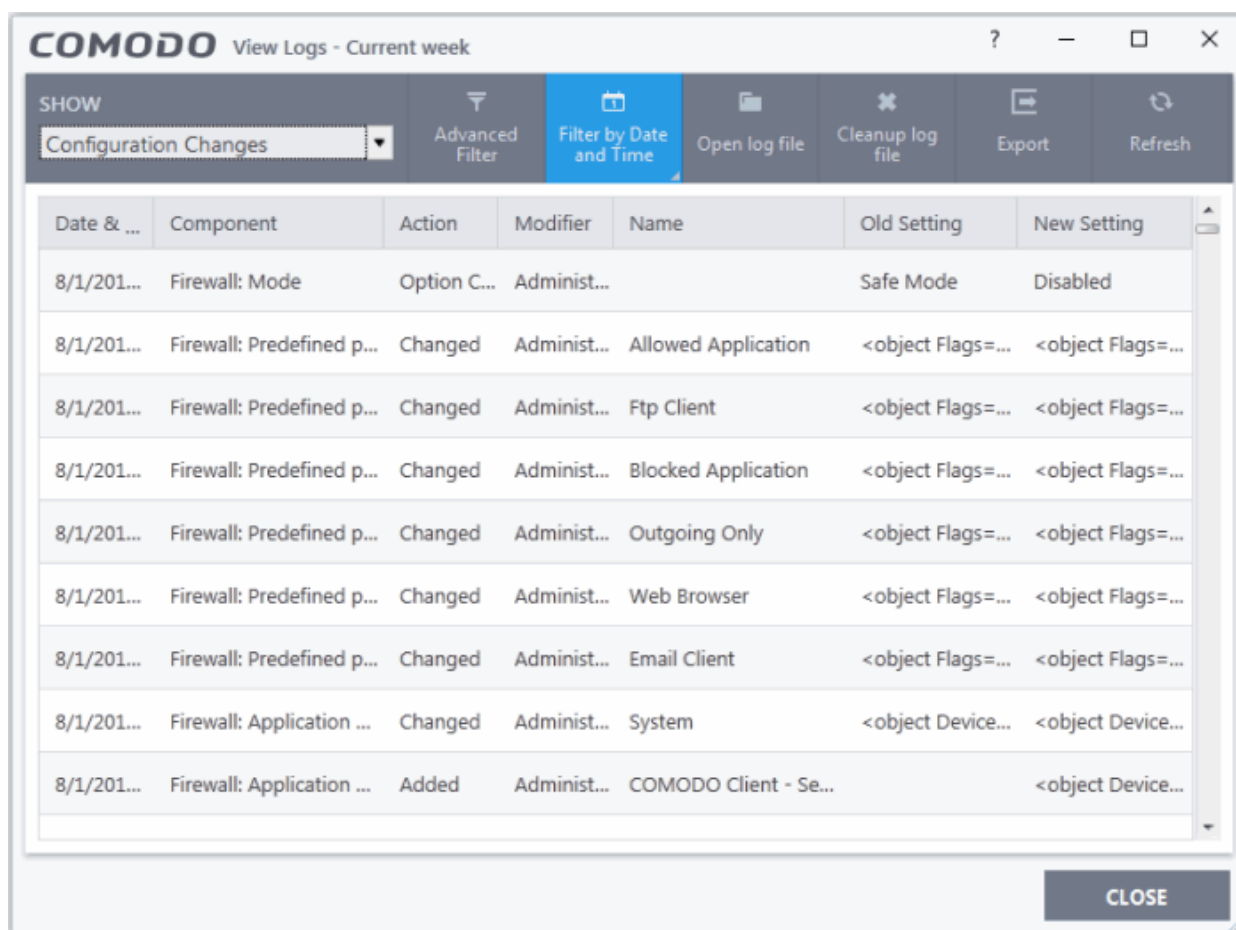 COMODO View Logs - Current week ?
SHOW
Configuration Changes
Advanced Filter
Filter by Date and Time
Open log file
Cleanup log file
Export
Refresh
Date & ... Component Action Modifier Name Old Setting New Setting
8/1/201... Firewall: Mode Option C... Administ... Safe Mode Disabled
8/1/201... Firewall: Predefined p... Changed Administ... Allowed Application <object Flags=... <object Flags=...
8/1/201... Firewall: Predefined p... Changed Administ... Ftp Client <object Flags=... <object Flags=...
8/1/201... Firewall: Predefined p... Changed Administ... Blocked Application <object Flags=... <object Flags=...
8/1/201... Firewall: Predefined p... Changed Administ... Outgoing Only <object Flags=... <object Flags=...
8/1/201... Firewall: Predefined p... Changed Administ... Web Browser <object Flags=... <object Flags=...
8/1/201... Firewall: Predefined p... Changed Administ... Email Client <object Flags=... <object Flags=...
8/1/201... Firewall: Application ... Changed Administ... System <object Device... <object Device...
8/1/201... Firewall: Application ... Added Administ... COMODO Client - Se... <object Device...
CLOSE